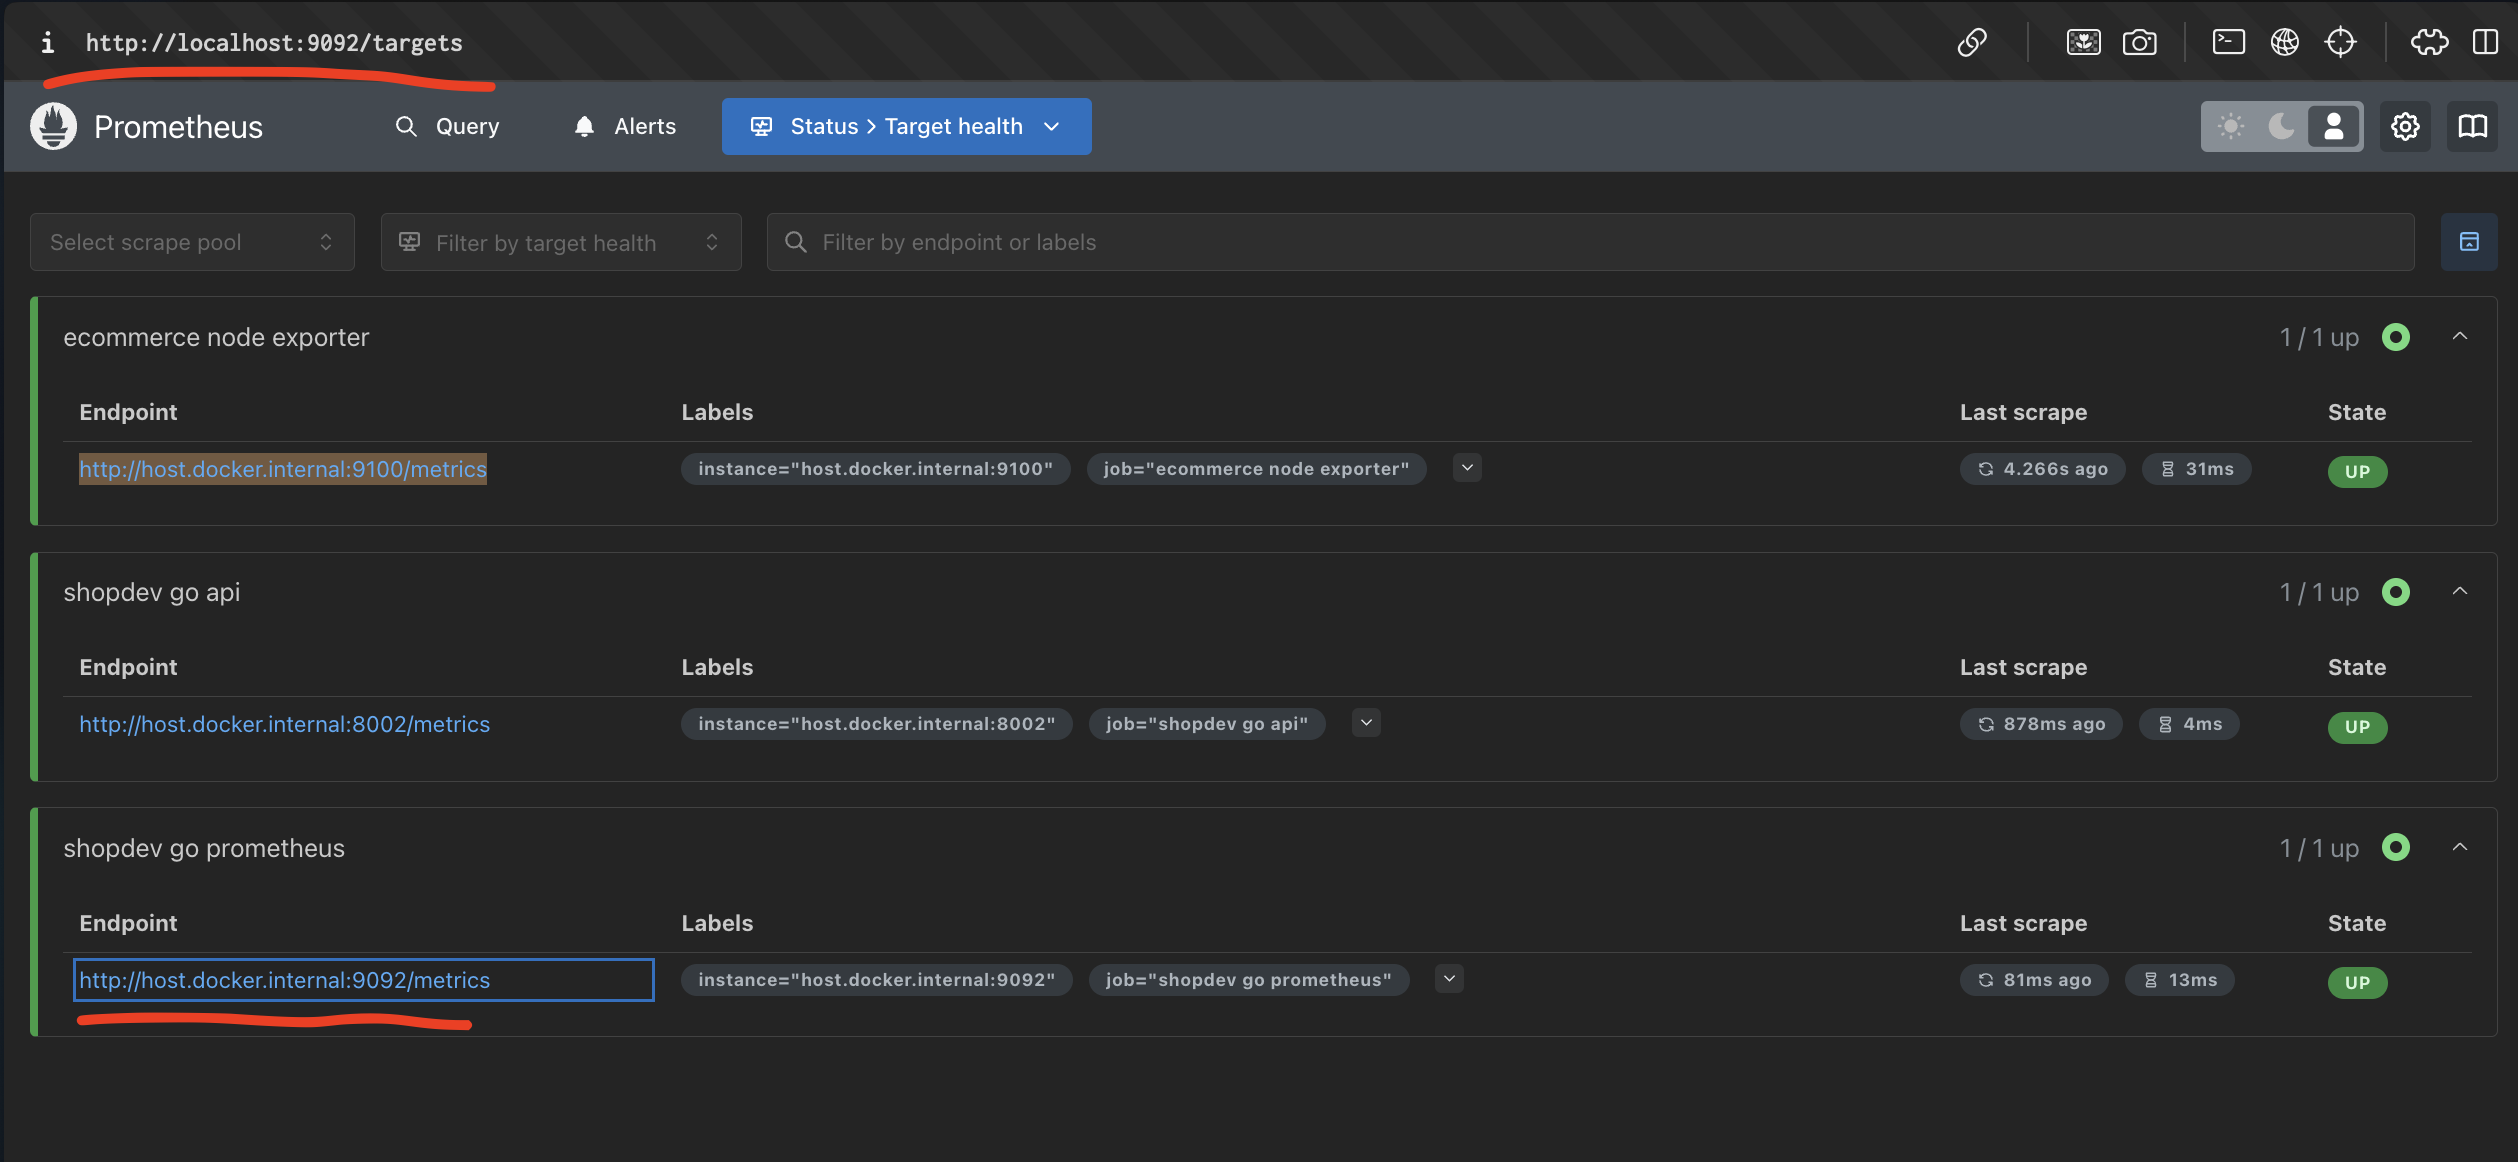 http://localhost:9092/targets
Prometheus
Query
Alerts
Status > Target health
Select scrape pool
Filter by target health
Filter by endpoint or labels
ecommerce node exporter
1 / 1 up
Endpoint Labels Last scrape State
http://host.docker.internal:9100/metrics instance="host.docker.internal:9100" job="ecommerce node exporter" 4.266s ago 31ms UP
shopdev go api
1 / 1 up
Endpoint Labels Last scrape State
http://host.docker.internal:8002/metrics instance="host.docker.internal:8002" job="shopdev go api" 878ms ago 4ms UP
shopdev go prometheus
1 / 1 up
Endpoint Labels Last scrape State
http://host.docker.internal:9092/metrics instance="host.docker.internal:9092" job="shopdev go prometheus" 81ms ago 13ms UP